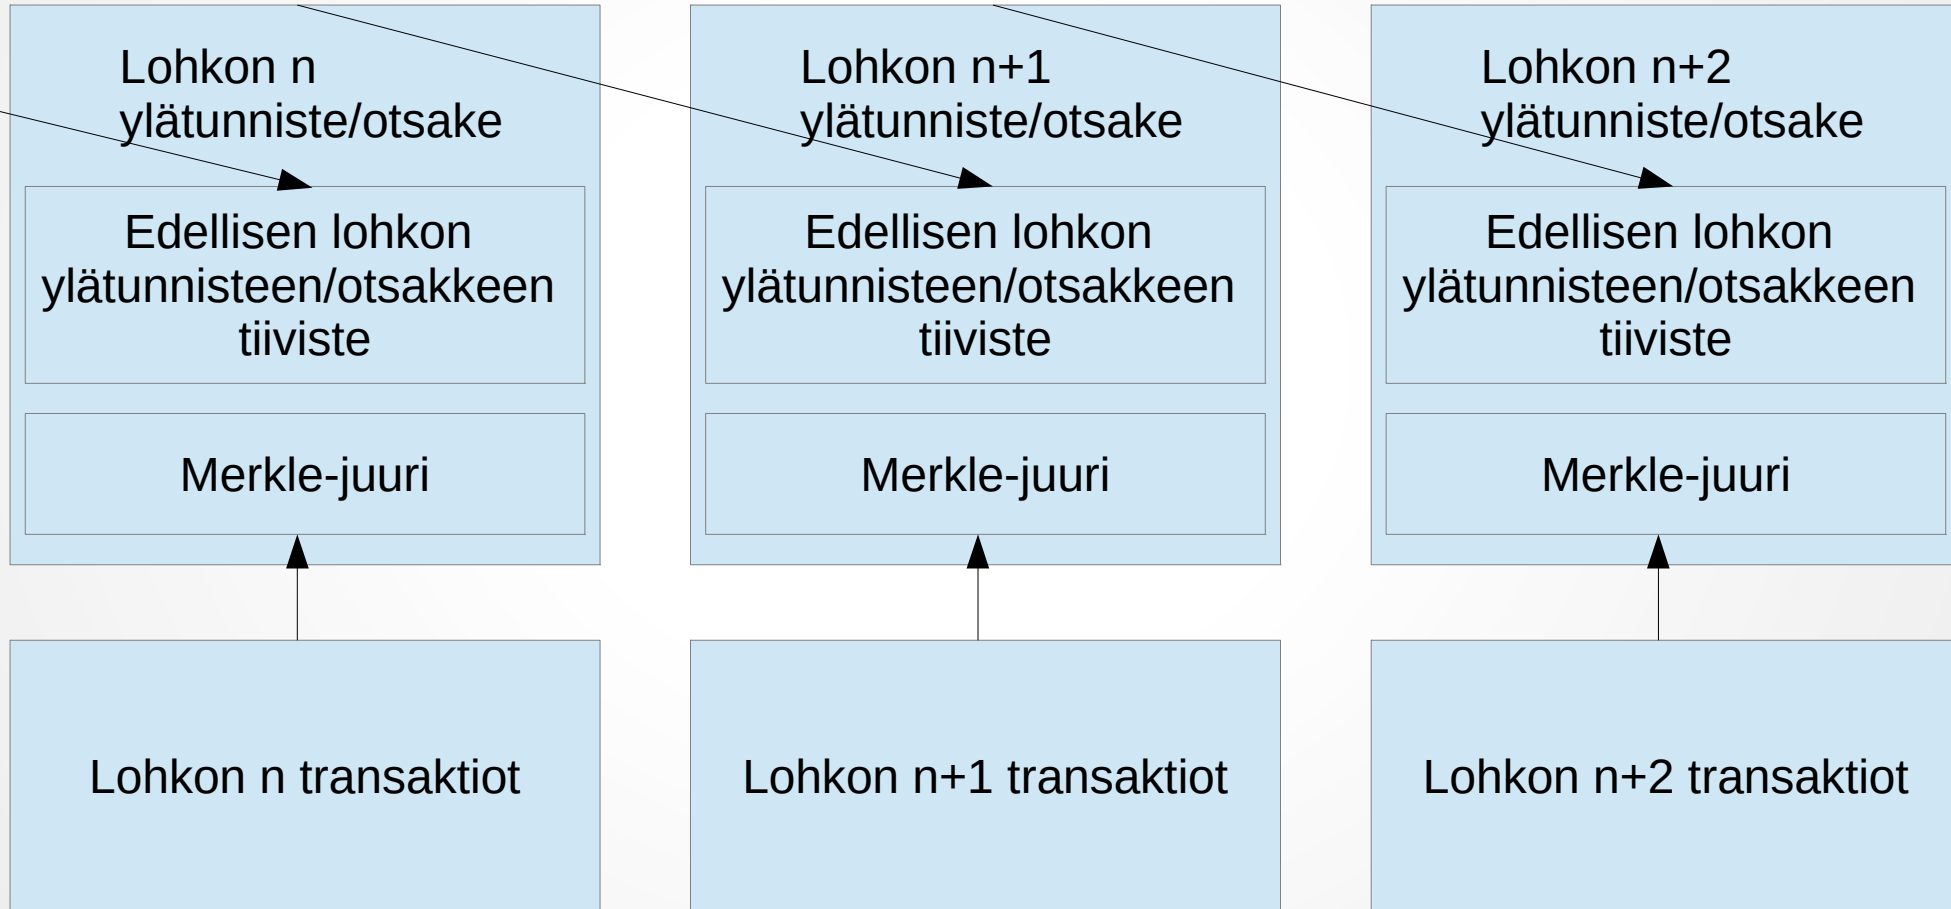 Lohkon n
ylätunniste/otsake
Edellisen lohkon
ylätunnisteen/otsakkeen
tiiviste
Merkle-juuri
Lohkon n transaktiot
Lohkon n+1
ylätunniste/otsake
Edellisen lohkon
ylätunnisteen/otsakkeen
tiiviste
Merkle-juuri
Lohkon n+1 transaktiot
Lohkon n+2
ylätunniste/otsake
Edellisen lohkon
ylätunnisteen/otsakkeen
tiiviste
Merkle-juuri
Lohkon n+2 transaktiot